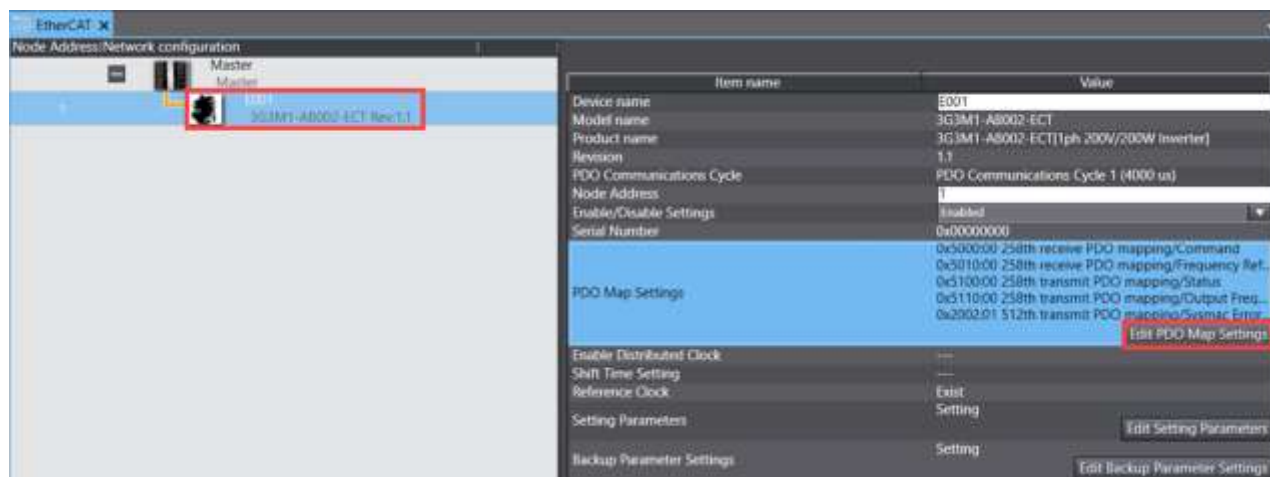 EtherCAT
Node Address|Network configuration
Master
Master
1
E001
3G3M1-AB002-ECT Rev:1.1
Item name Value
Device name E001
Model name 3G3M1-AB002-ECT
Product name 3G3M1-AB002-ECT[1ph 200V/200W Inverter]
Revision 1.1
PDO Communications Cycle PDO Communications Cycle 1 (4000 us)
Node Address 1
Enable/Disable Settings Enabled
Serial Number 0x00000000
PDO Map Settings
0x5000:00 258th receive PDO mapping/Command
0x5010:00 258th receive PDO mapping/Frequency Ref...
0x5100:00 258th transmit PDO mapping/Status
0x5110:00 258th transmit PDO mapping/Output Freq...
0x2002:01 512th transmit PDO mapping/Sysmac Error...
Edit PDO Map Settings
Enable Distributed Clock ---
Shift Time Setting ---
Reference Clock Exist
Setting Parameters Setting
Edit Setting Parameters
Backup Parameter Settings Setting
Edit Backup Parameter Settings